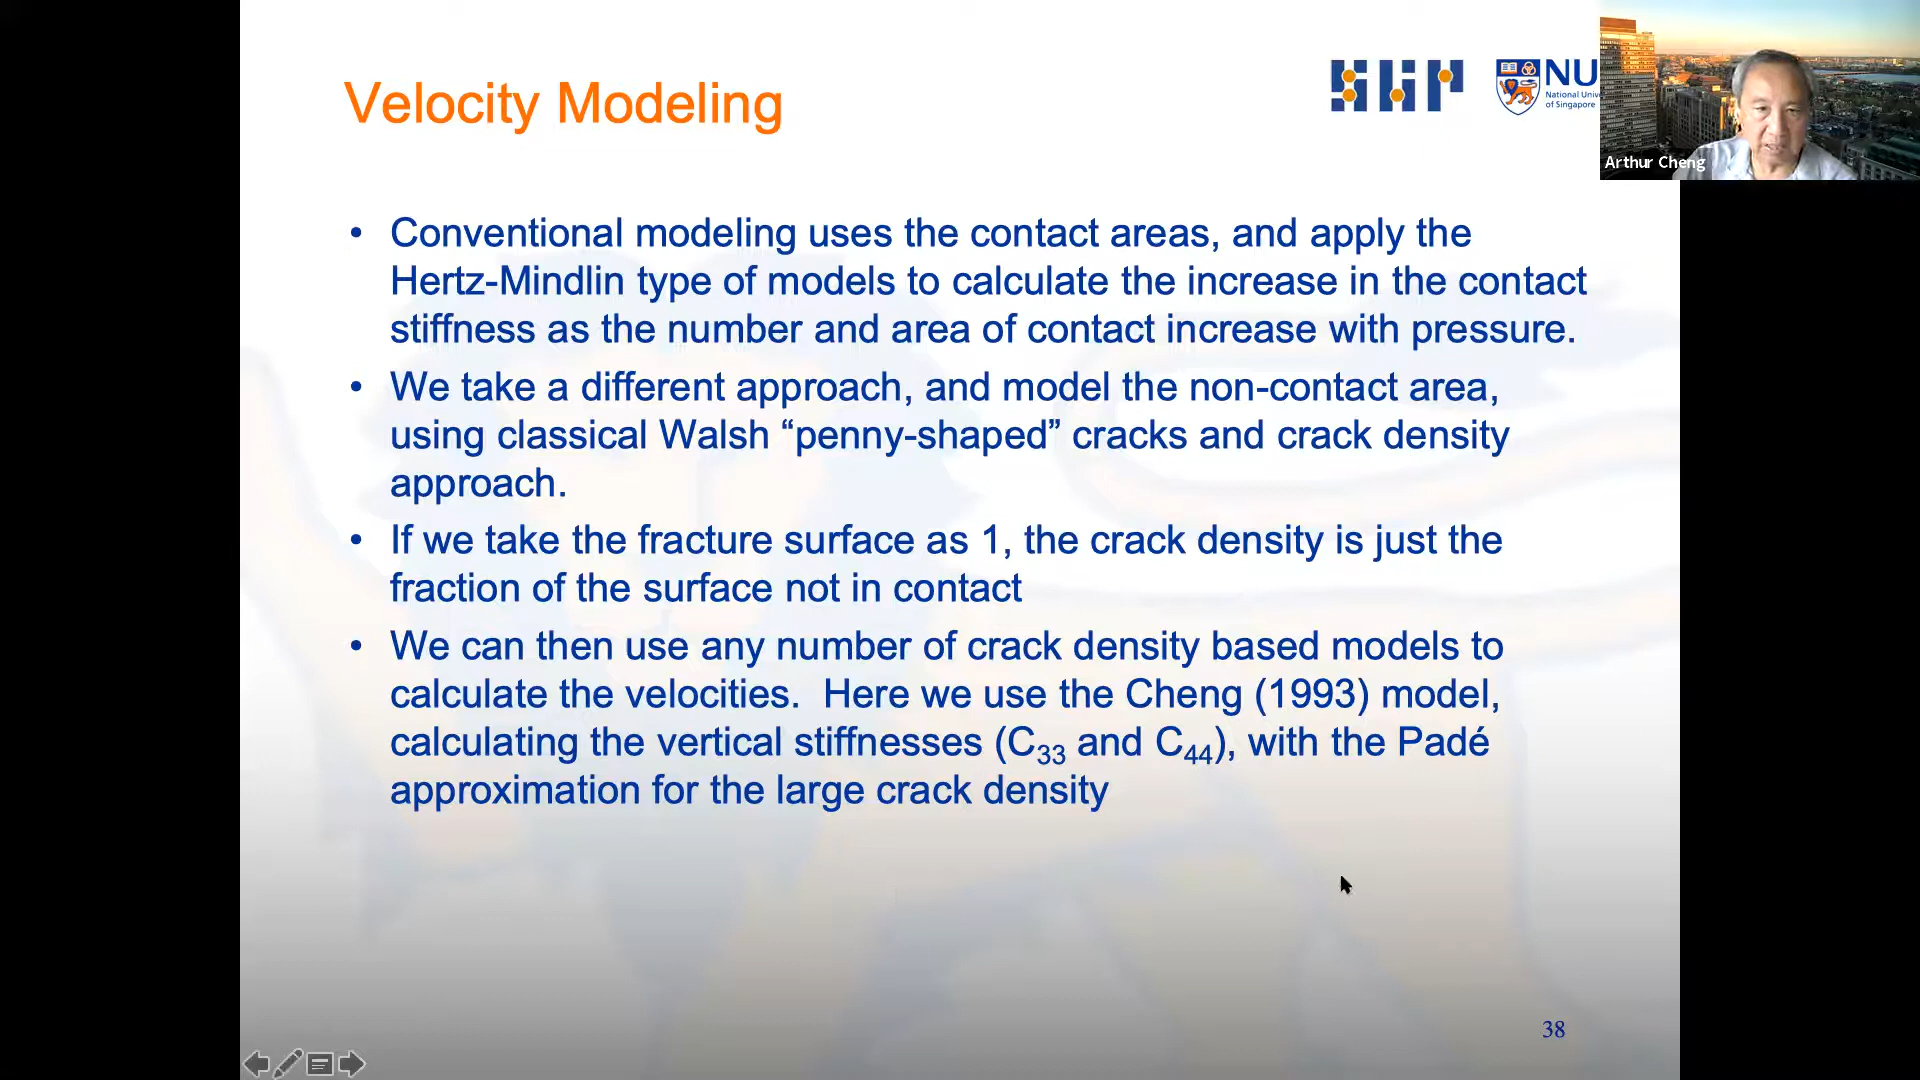 Velocity Modeling
SGP
NU
National Univ
of Singapore
Arthur Cheng
• Conventional modeling uses the contact areas, and apply the
Hertz-Mindlin type of models to calculate the increase in the contact
stiffness as the number and area of contact increase with pressure.
• We take a different approach, and model the non-contact area,
using classical Walsh “penny-shaped” cracks and crack density
approach.
• If we take the fracture surface as 1, the crack density is just the
fraction of the surface not in contact
• We can then use any number of crack density based models to
calculate the velocities.  Here we use the Cheng (1993) model,
calculating the vertical stiffnesses (C33 and C44), with the Padé
approximation for the large crack density
38